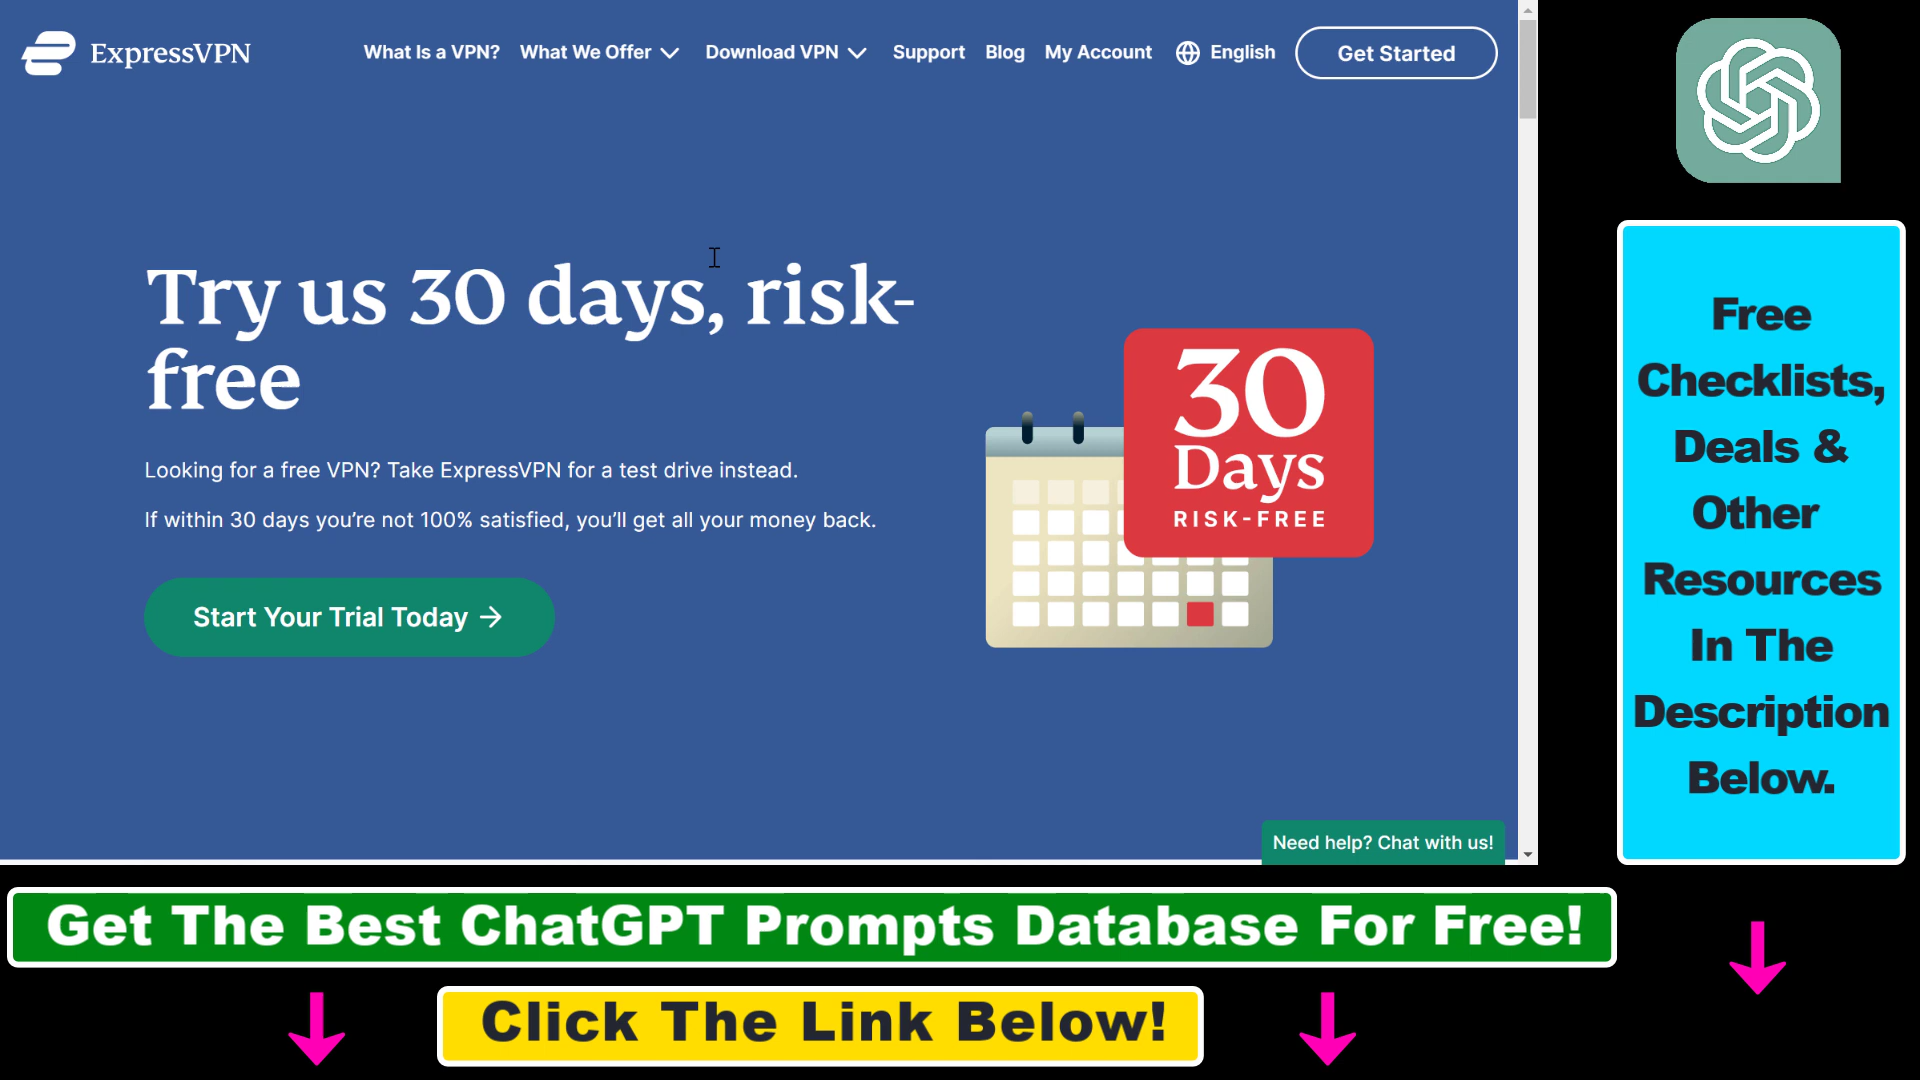 ExpressVPN
What Is a VPN? What We Offer Download VPN Support Blog My Account English Get Started
Try us 30 days, risk-
free
Looking for a free VPN? Take ExpressVPN for a test drive instead.
If within 30 days you’re not 100% satisfied, you’ll get all your money back.
Start Your Trial Today →
30
Days
RISK-FREE
Need help? Chat with us!
Free
Checklists,
Deals &
Other
Resources
In The
Description
Below.
Get The Best ChatGPT Prompts Database For Free!
Click The Link Below!